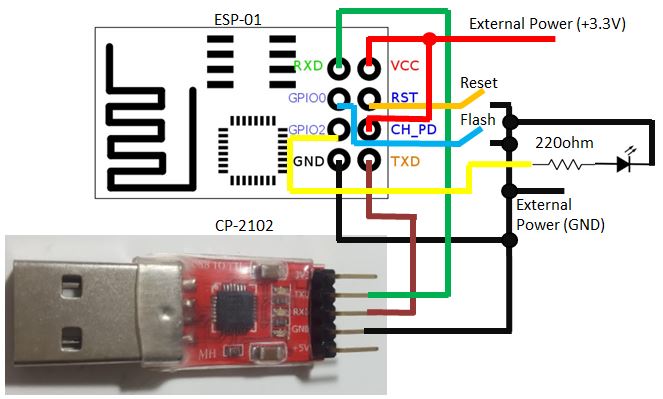 ESP-01
External Power (+3.3V)
RXD
VCC
GPIO0
RST
Reset
GPIO2
CH_PD
Flash
GND
TXD
220ohm
External
Power (GND)
CP-2102
3V3
TXD
RXD
GND
+5V
MH